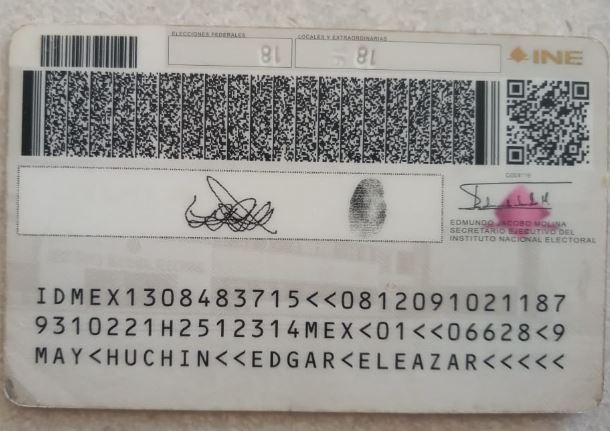 ELECCIONES FEDERALES
LOCALES Y EXTRAORDINARIAS
18
18
INE
EDMUNDO JACOBO MOLINA
SECRETARIO EJECUTIVO DEL
INSTITUTO NACIONAL ELECTORAL
IDMEX1308483715<<0812091021187
9310221H2512314MEX<01<<06628<9
MAY<HUCHIN<<EDGAR<ELEAZAR<<<<<